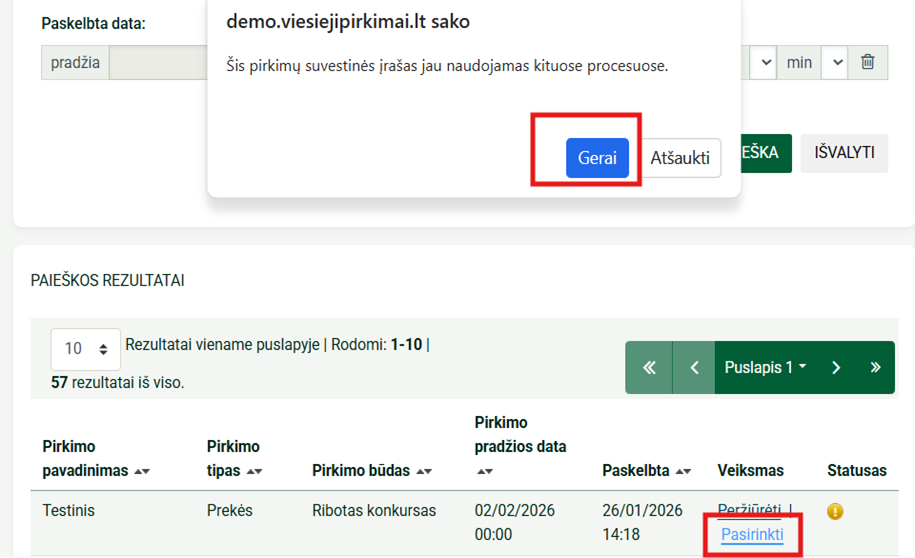 Paskelbta data:
demo.viesiejipirkimai.lt sako
pradžia
Šis pirkimų suvestinės įrašas jau naudojamas kituose procesuose.
min
Gerai
Atšaukti
EŠKA
IŠVALYTI
PAIEŠKOS REZULTATAI
10
Rezultatai viename puslapyje | Rodomi: 1-10 |
57 rezultatai iš viso.
« ‹ Puslapis 1 › »
Pirkimo pavadinimas
Pirkimo tipas
Pirkimo būdas
Pirkimo pradžios data
Paskelbta
Veiksmas
Statusas
Testinis
Prekės
Ribotas konkursas
02/02/2026
00:00
26/01/2026
14:18
Peržiūrėti |
Pasirinkti